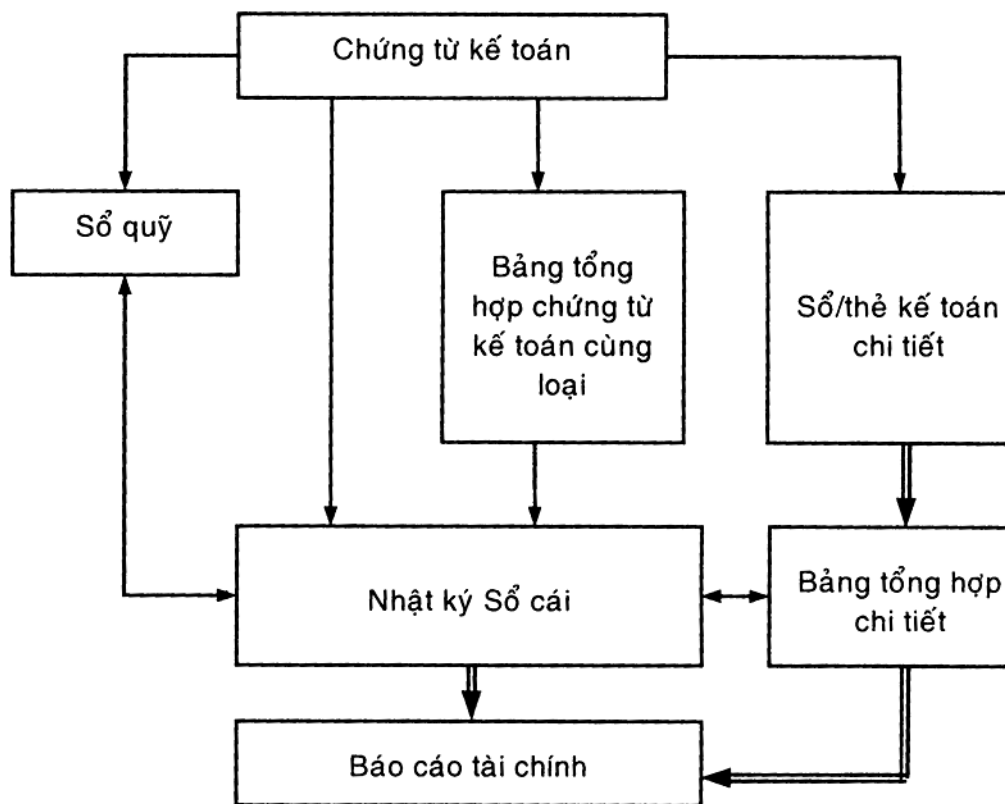 Chứng từ kế toán
Sổ quỹ
Bảng tổng
hợp chứng từ
kế toán cùng
loại
Sổ/thẻ kế toán
chi tiết
Nhật ký Sổ cái
Bảng tổng hợp
chi tiết
Báo cáo tài chính